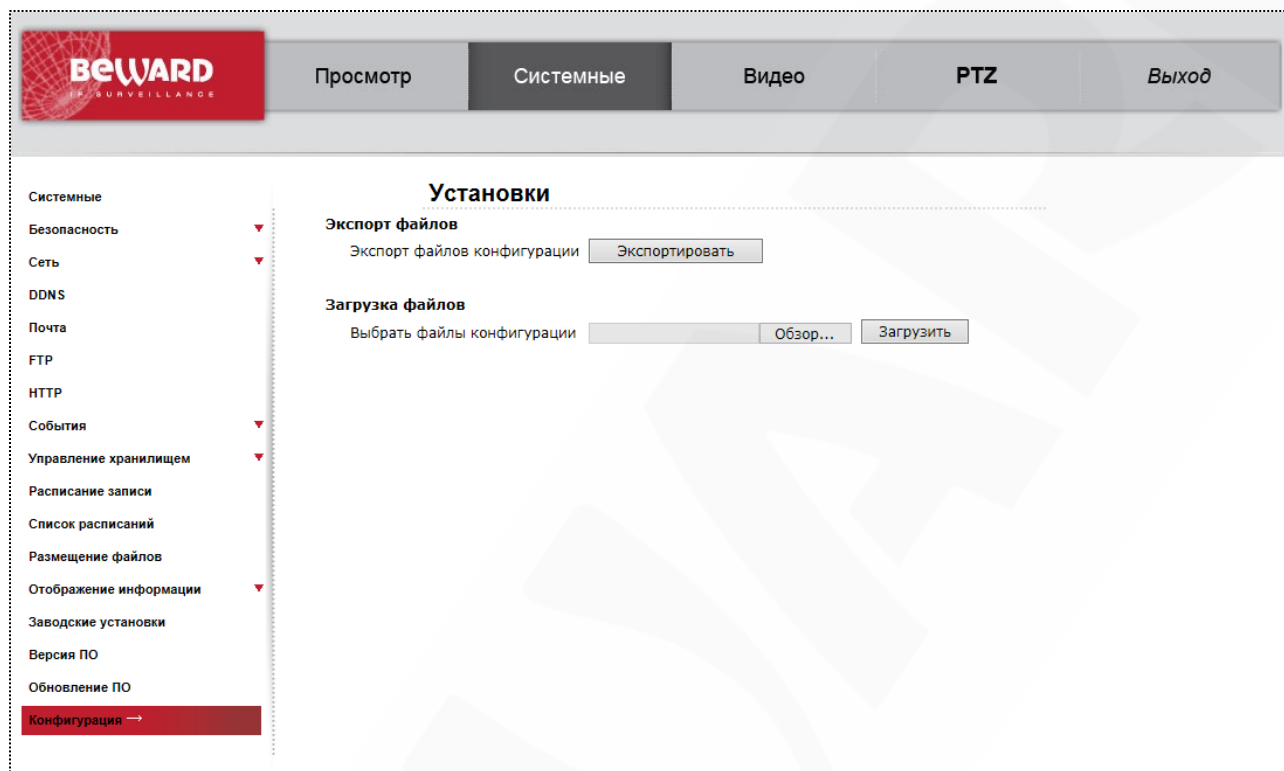 BEWARD
IP SURVEILLANCE
Просмотр
Системные
Видео
PTZ
Выход
Системные
Безопасность
Сеть
DDNS
Почта
FTP
HTTP
События
Управление хранилищем
Расписание записи
Список расписаний
Размещение файлов
Отображение информации
Заводские установки
Версия ПО
Обновление ПО
Конфигурация →
Установки
Экспорт файлов
Экспорт файлов конфигурации Экспортировать
Загрузка файлов
Выбрать файлы конфигурации Обзор... Загрузить